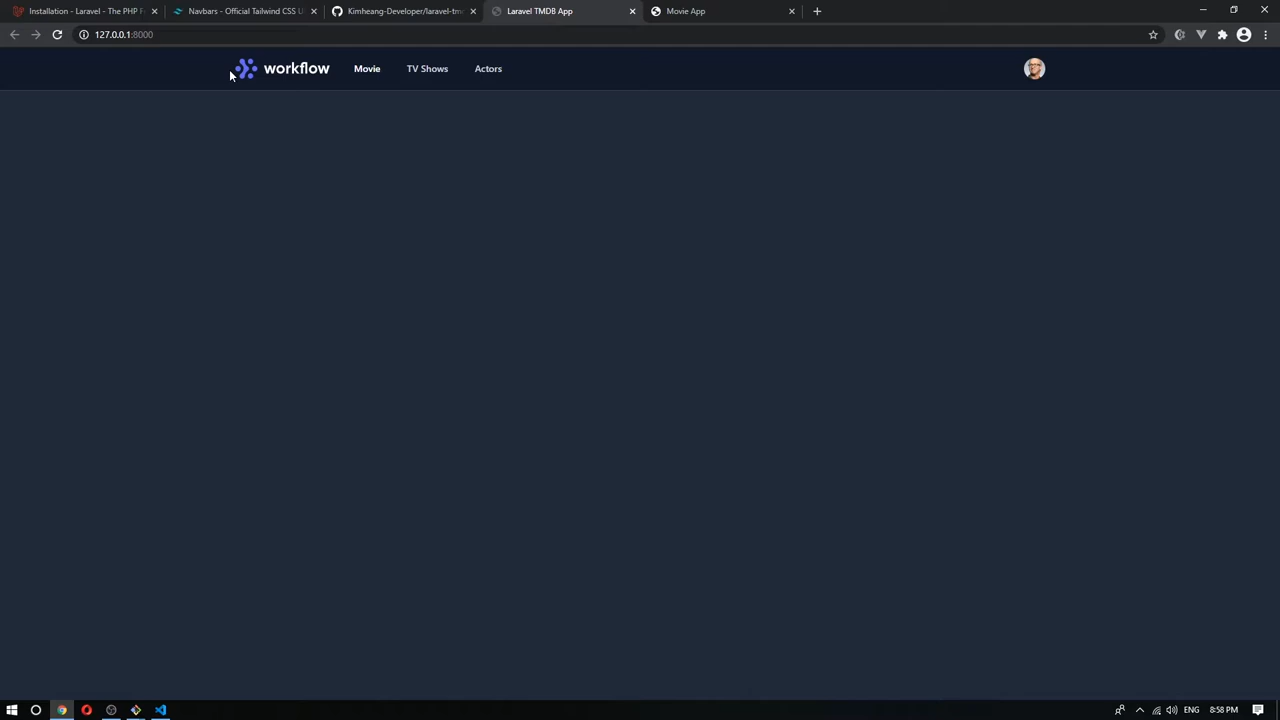 Installation - Laravel - The PHP F
Navbars - Official Tailwind CSS U
Kimheang-Developer/laravel-tm
Laravel TMDB App
Movie App
127.0.0.1:8000
workflow
Movie
TV Shows
Actors
ENG
8:58 PM